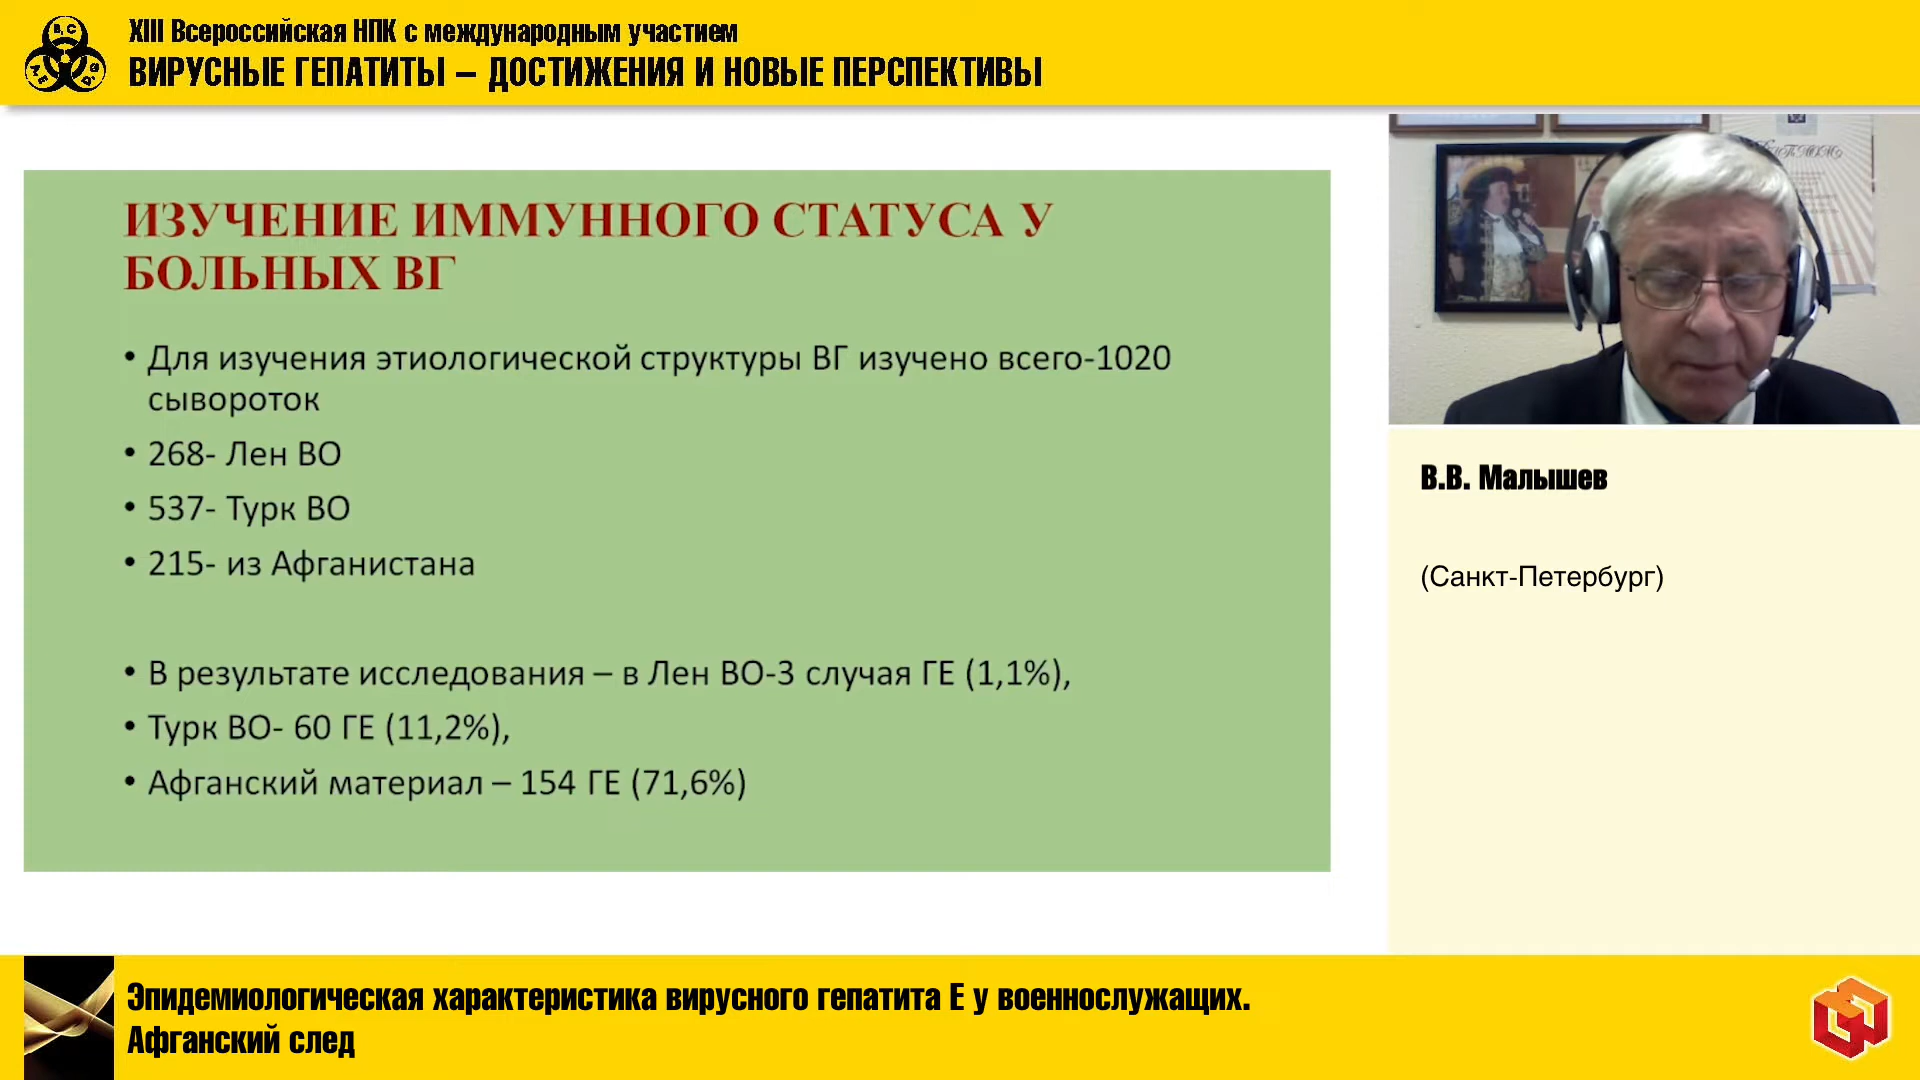 XIII Всероссийская НПК с международным участием
ВИРУСНЫЕ ГЕПАТИТЫ – ДОСТИЖЕНИЯ И НОВЫЕ ПЕРСПЕКТИВЫ
ИЗУЧЕНИЕ ИММУННОГО СТАТУСА У
БОЛЬНЫХ ВГ
• Для изучения этиологической структуры ВГ изучено всего-1020
сывороток
• 268- Лен ВО
• 537- Турк ВО
• 215- из Афганистана
• В результате исследования – в Лен ВО-3 случая ГЕ (1,1%),
• Турк ВО- 60 ГЕ (11,2%),
• Афганский материал – 154 ГЕ (71,6%)
В.В. Малышев
(Санкт-Петербург)
Эпидемиологическая характеристика вирусного гепатита Е у военнослужащих.
Афганский след